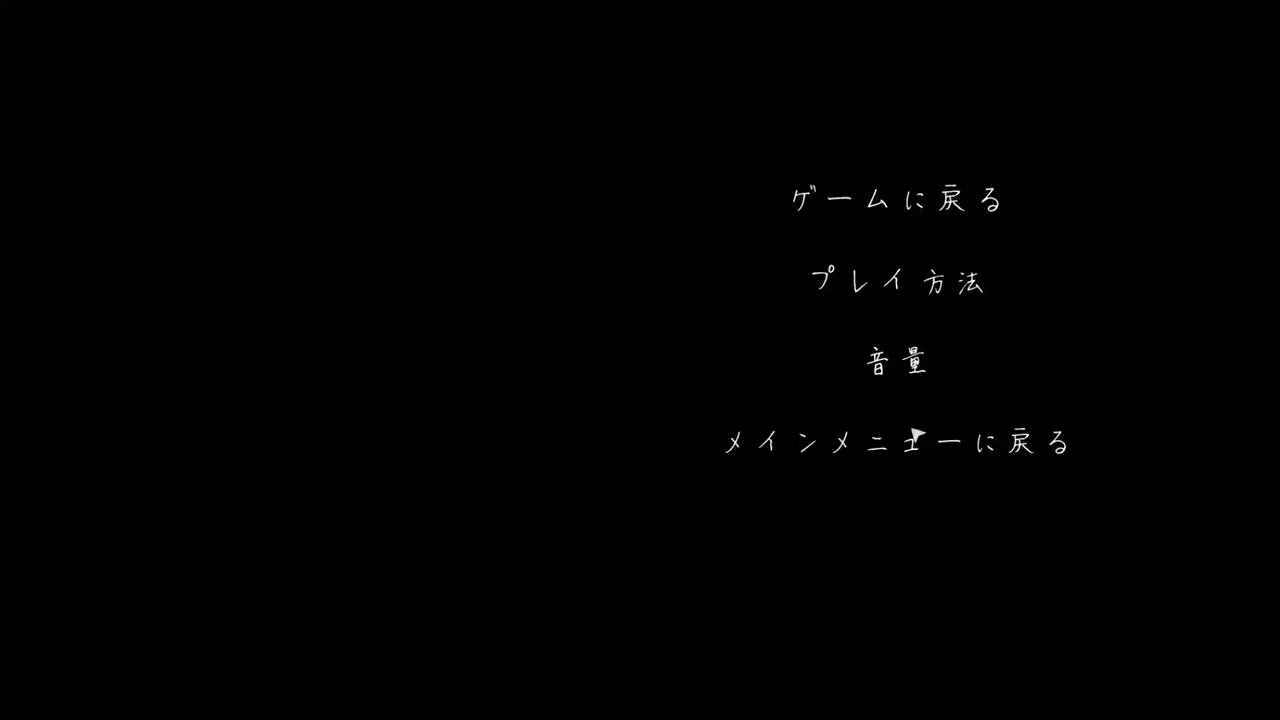 ゲームに戻る
プレイ方法
音量
メインメニューに戻る